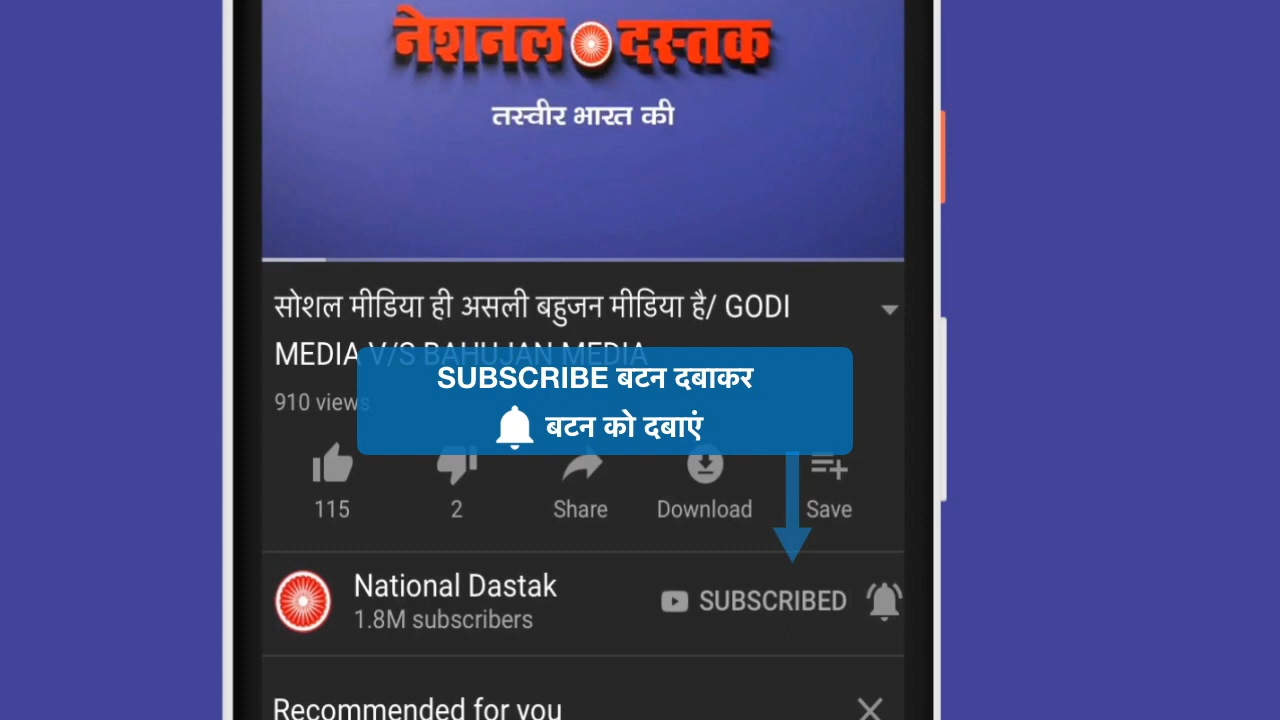 नेशनल दस्तक
तस्वीर भारत की
सोशल मीडिया ही असली बहुजन मीडिया है/ GODI
MEDIA V/S BAHUJAN MEDIA
910 views
SUBSCRIBE बटन दबाकर
बटन को दबाएं
115
2
Share
Download
Save
National Dastak
1.8M subscribers
SUBSCRIBED
Recommended for you